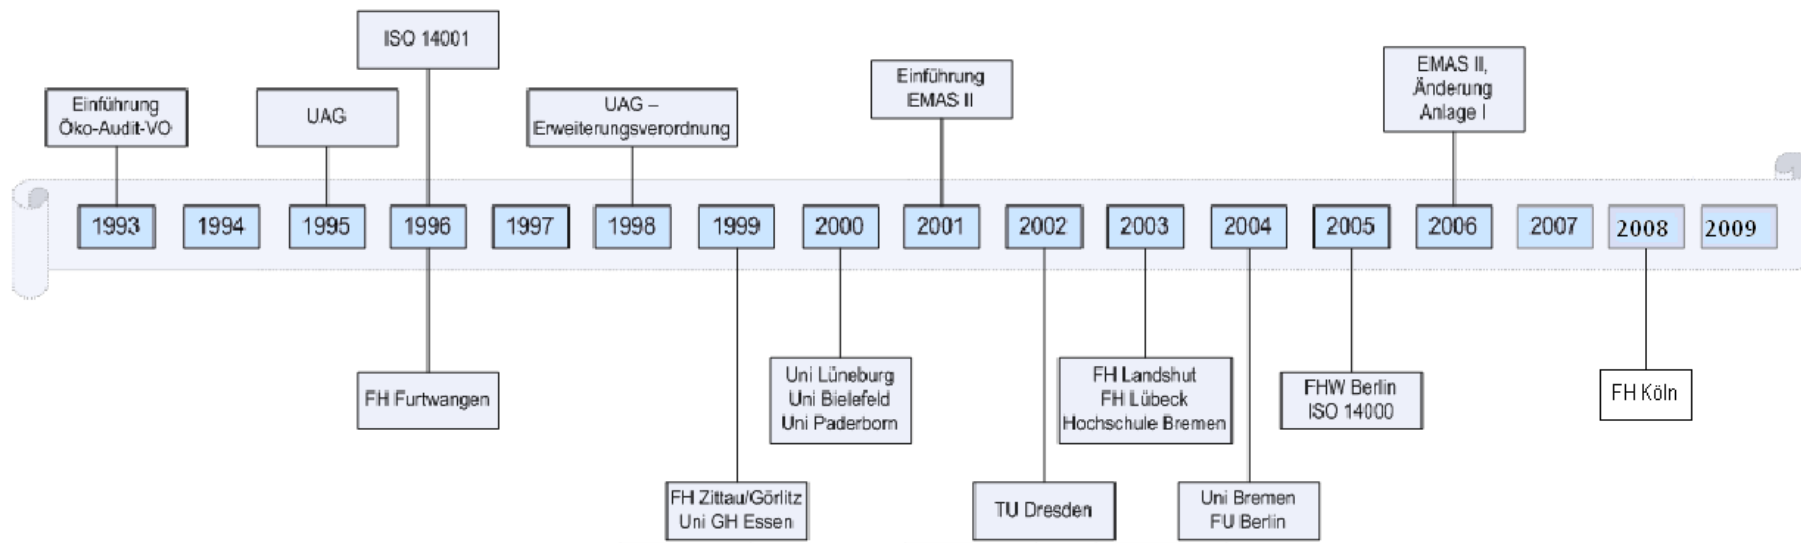 ISO 14001
Einführung
Öko-Audit-VO
UAG
UAG –
Erweiterungsverordnung
Einführung
EMAS II
EMAS II,
Änderung
Anlage I
1993 1994 1995 1996 1997 1998 1999 2000 2001 2002 2003 2004 2005 2006 2007 2008 2009
FH Furtwangen
Uni Lüneburg
Uni Bielefeld
Uni Paderborn
FH Landshut
FH Lübeck
Hochschule Bremen
FHW Berlin
ISO 14000
FH Köln
FH Zittau/Görlitz
Uni GH Essen
TU Dresden
Uni Bremen
FU Berlin